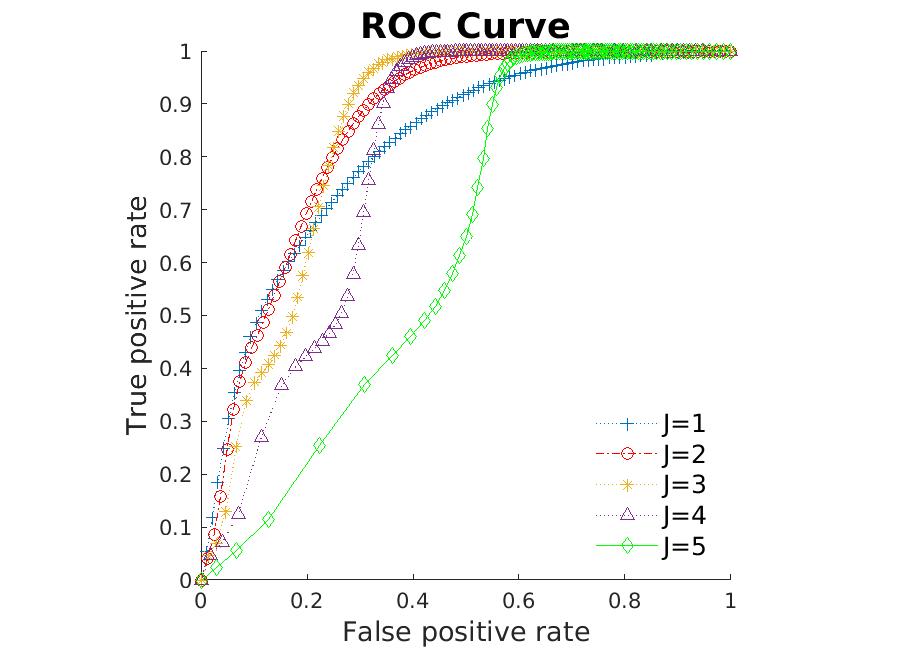 ROC Curve
1
0.9
0.8
0.7
0.6
0.5
0.4
0.3
0.2
0.1
0
True positive rate
J=1
J=2
J=3
J=4
J=5
0 0.2 0.4 0.6 0.8 1
False positive rate